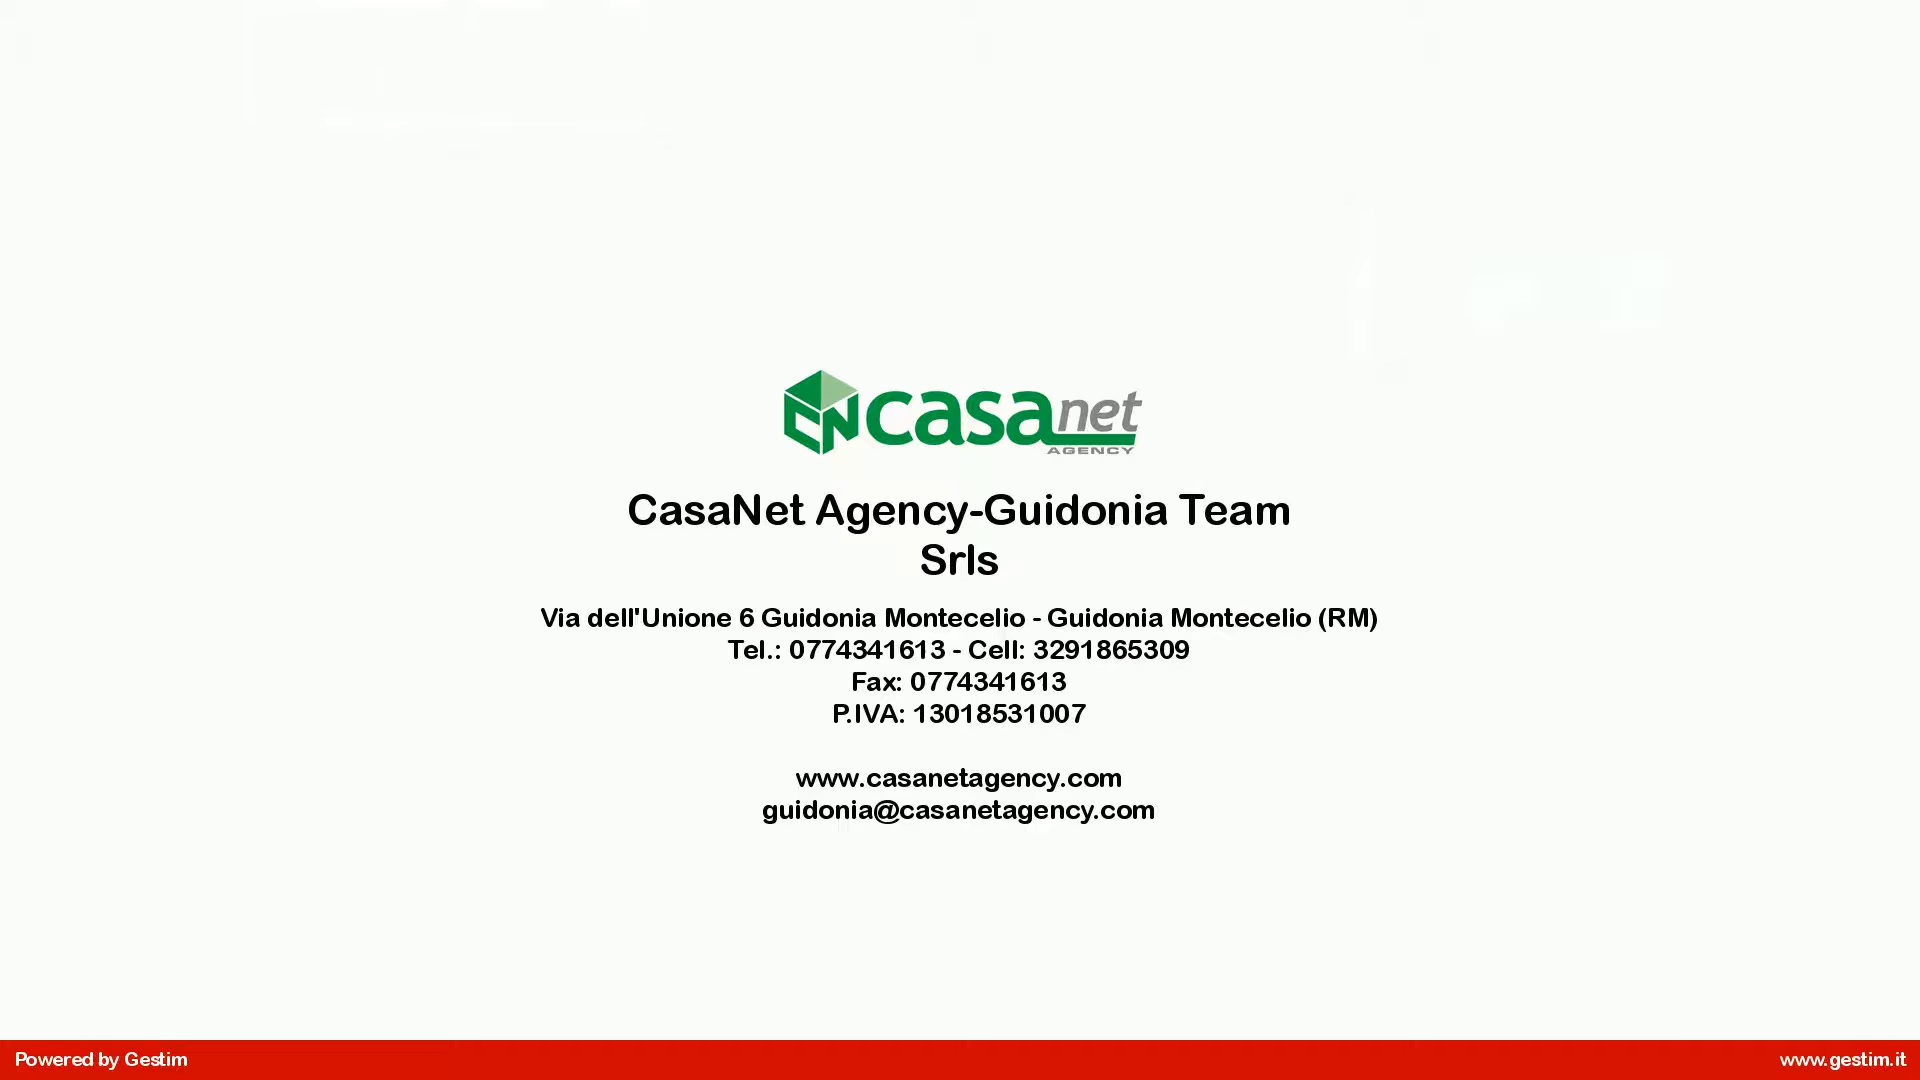 CN casanet
AGENCY
CasaNet Agency-Guidonia Team
Srls
Via dell'Unione 6 Guidonia Montecelio - Guidonia Montecelio (RM)
Tel.: 0774341613 - Cell: 3291865309
Fax: 0774341613
P.IVA: 13018531007
www.casanetagency.com
guidonia@casanetagency.com
Powered by Gestim
www.gestim.it